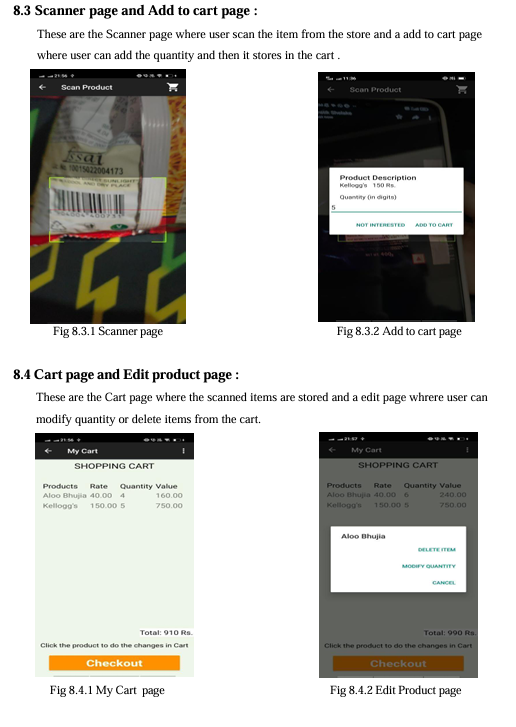 8.3 Scanner page and Add to cart page :
These are the Scanner page where user scan the item from the store and a add to cart page
where user can add the quantity and then it stores in the cart .
21:56
Scan Product
ssai
10015022004173
AND DRY PLACE
11:36
Scan Product
Product Description
Kellogg's 150 Rs.
Quantity (in digits)
5
NOT INTERESTED ADD TO CART
Fig 8.3.1 Scanner page
Fig 8.3.2 Add to cart page
8.4 Cart page and Edit product page :
These are the Cart page where the scanned items are stored and a edit page whrere user can
modify quantity or delete items from the cart.
21:56
My Cart
SHOPPING CART
Products Rate Quantity Value
Aloo Bhujia 40.00 4 160.00
Kellogg's 150.00 5 750.00
Total: 910 Rs.
Click the product to do the changes in Cart
Checkout
21:57
My Cart
SHOPPING CART
Products Rate Quantity Value
Aloo Bhujia 40.00 6 240.00
Kellogg's 150.00 5 750.00
Aloo Bhujia
DELETE ITEM
MODIFY QUANTITY
CANCEL
Total: 990 Rs.
Click the product to do the changes in Cart
Checkout
Fig 8.4.1 My Cart page
Fig 8.4.2 Edit Product page